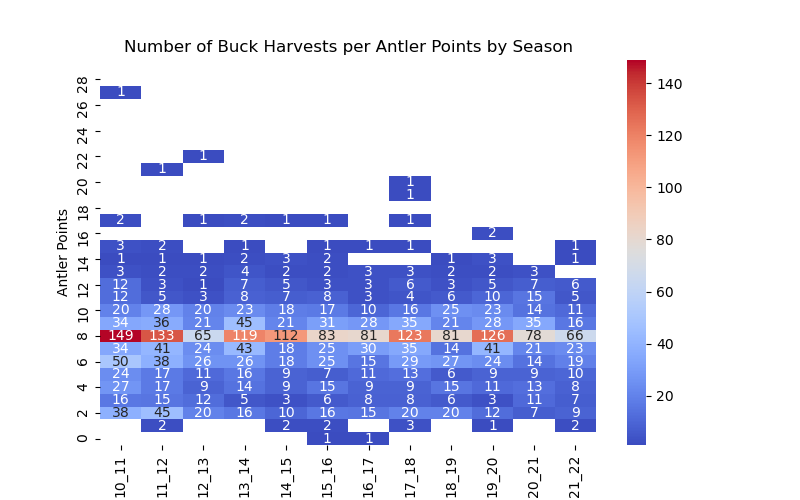 Number of Buck Harvests per Antler Points by Season
28
1
26
24
22 1
1
20 1
1
18 2 1 2 1 1 1
16 2
3 2 1 1 1 1 1
14 1 1 1 2 3 2 1 3 1
3 2 2 4 2 2 3 3 2 2 3
12 12 3 1 7 5 3 3 6 3 5 7 6
12 5 3 8 7 8 3 4 6 10 15 5
10 20 28 20 23 18 17 10 16 25 23 14 11
34 36 21 45 21 31 28 35 21 28 35 16
8 149 133 65 119 112 83 81 123 81 126 78 66
34 41 24 43 18 25 30 35 14 41 21 23
6 50 38 26 26 18 25 15 29 27 24 14 19
24 17 11 16 9 7 11 13 6 9 9 10
4 27 17 9 14 9 15 9 9 15 11 13 8
16 15 12 5 3 6 8 8 6 3 11 7
2 38 45 20 16 10 16 15 20 20 12 7 9
2 2 2 3 1 2
0 1 1
Antler Points
10_11 11_12 12_13 13_14 14_15 15_16 16_17 17_18 18_19 19_20 20_21 21_22
140
120
100
80
60
40
20